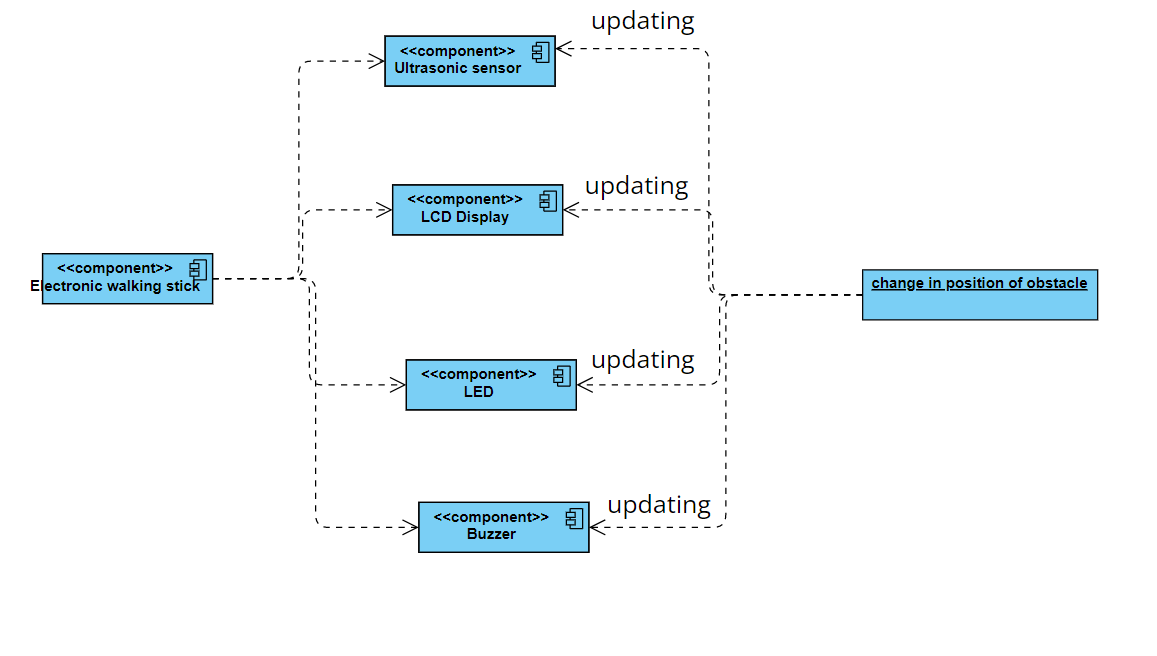 updating
<<component>>
Ultrasonic sensor
updating
<<component>>
LCD Display
<<component>>
Electronic walking stick
change in position of obstacle
updating
<<component>>
LED
updating
<<component>>
Buzzer